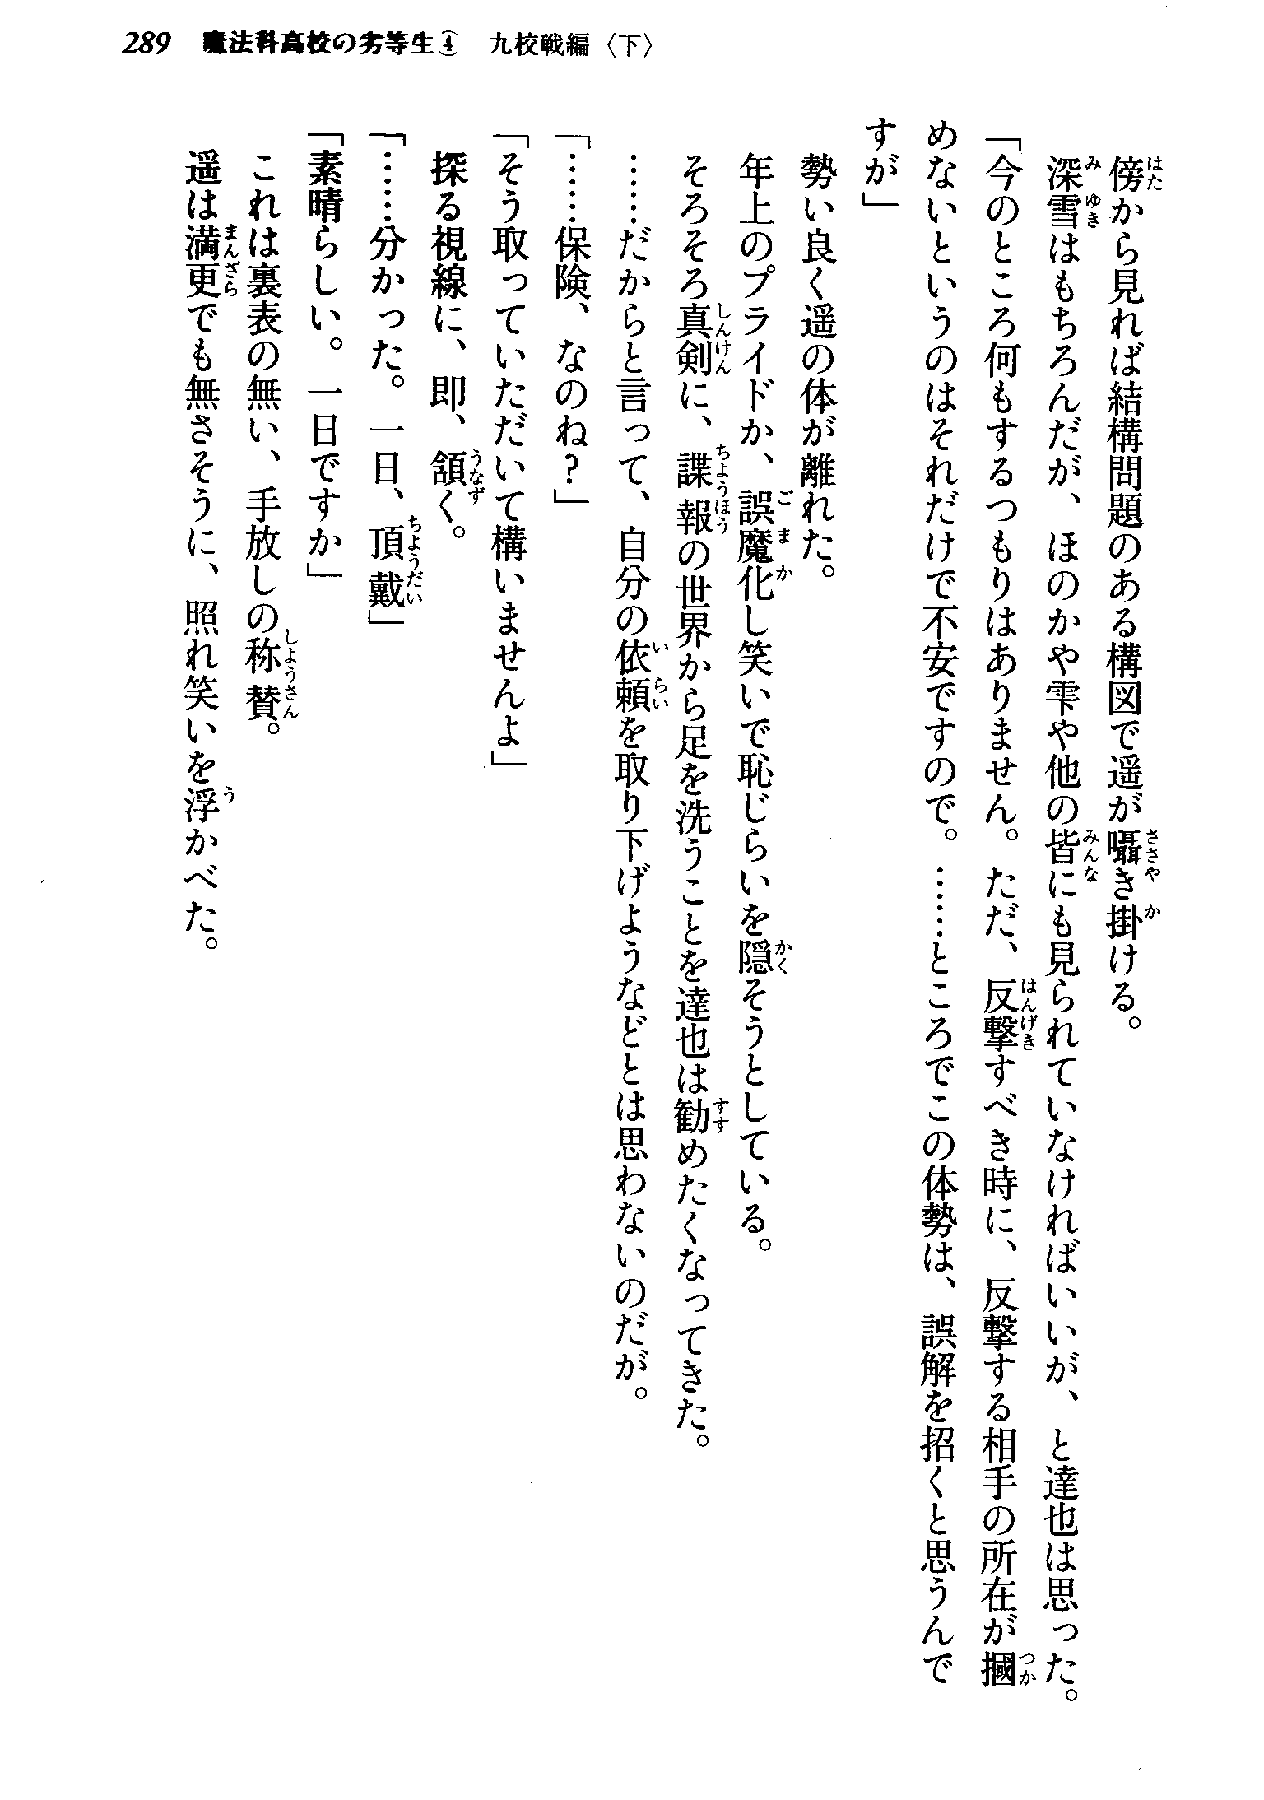 289 魔法科高校の劣等生④ 九校戦編〈下〉
傍から見れば結構問題のある構図で遥が囁き掛ける。
深雪はもちろんだが、ほのかや雫や他の皆にも見られていなければいいが、と達也は思った。
「今のところ何もするつもりはありません。ただ、反撃すべき時に、反撃する相手の所在が摑
めないというのはそれだけで不安ですので。……ところでこの体勢は、誤解を招くと思うんで
すが」
勢い良く遥の体が離れた。
年上のプライドか、誤魔化し笑いで恥じらいを隠そうとしている。
そろそろ真剣に、諜報の世界から足を洗うことを達也は勧めたくなってきた。
……だからと言って、自分の依頼を取り下げようなどとは思わないのだが。
「……保険、なのね？」
「そう取っていただいて構いませんよ」
探る視線に、即、頷く。
「……分かった。一日、頂戴」
「素晴らしい。一日ですか」
これは裏表の無い、手放しの称賛。
遥は満更でも無さそうに、照れ笑いを浮かべた。